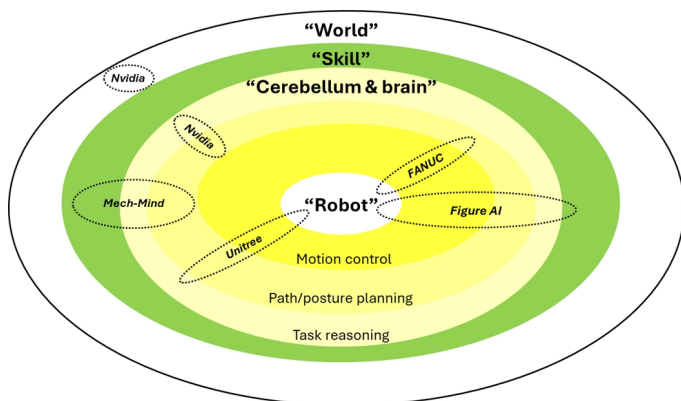 “World”
“Skill”
Nvidia
“Cerebellum & brain”
Nvidia
FANUC
Mech-Mind
“Robot”
Figure AI
Unitree
Motion control
Path/posture planning
Task reasoning